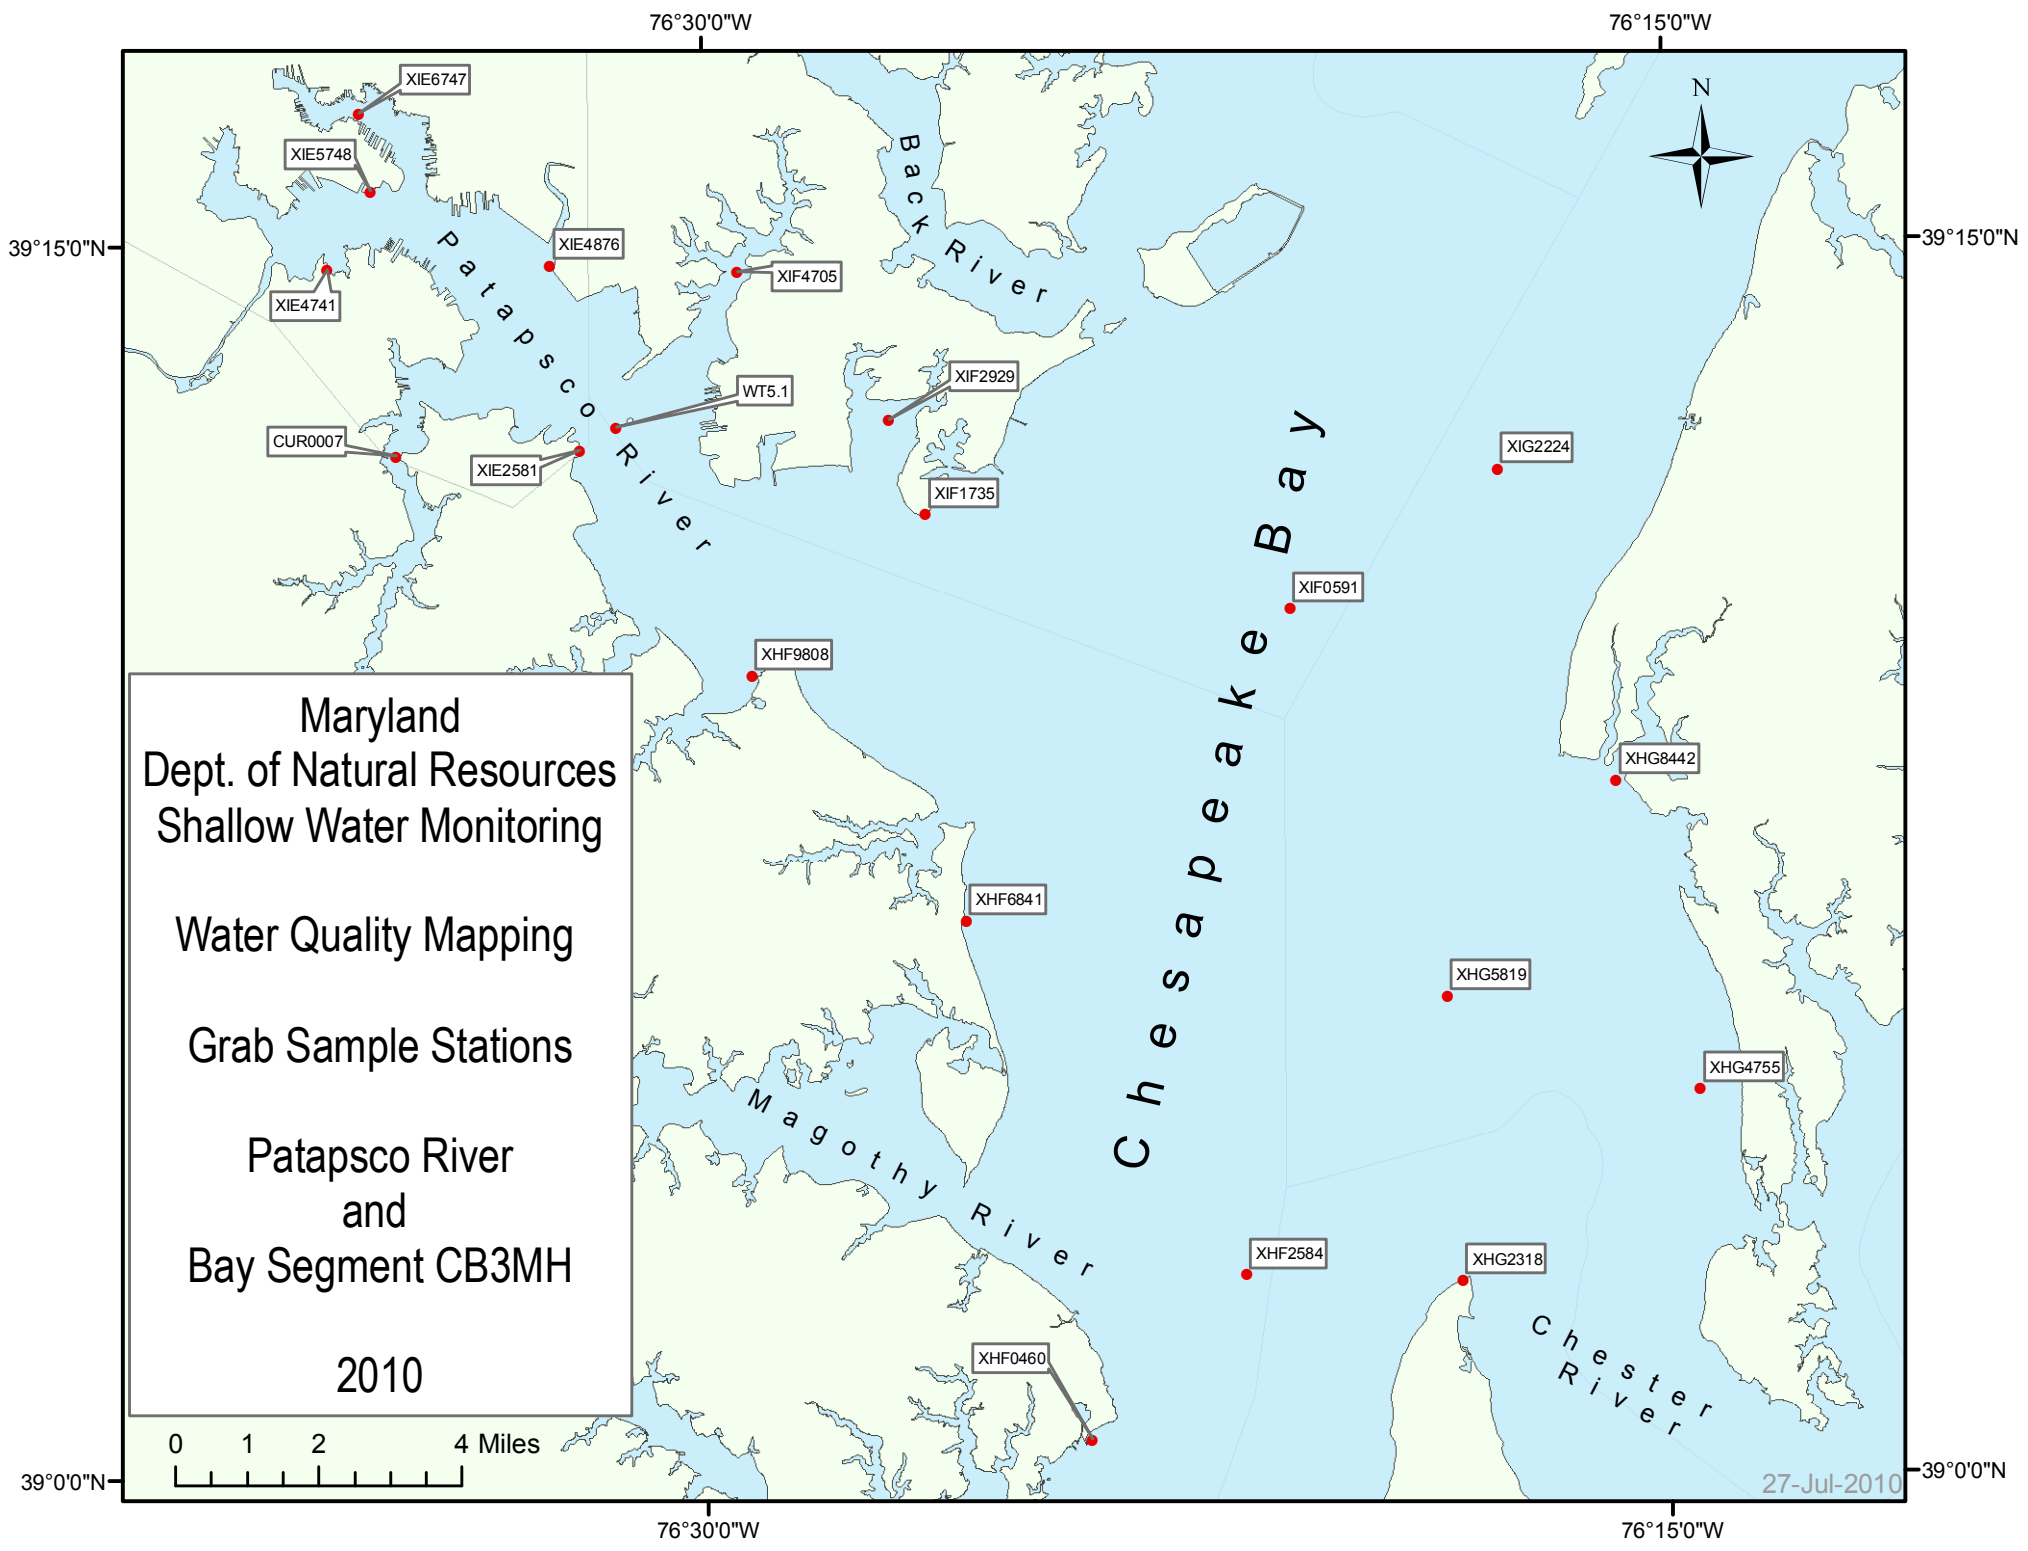 76°30'0"W
76°15'0"W
N
39°15'0"N
39°15'0"N
XIE6747
XIE5748
XIE4876
XIE4741
XIF4705
Back River
Patapsco River
WT5.1
XIF2929
CUR0007
XIE2581
XIF1735
XIG2224
XIF0591
Chesapeake Bay
XHF9808
XHG8442
XHF6841
XHG5819
XHG4755
Magothy River
XHF2584
XHG2318
XHF0460
Chester
River
Maryland
Dept. of Natural Resources
Shallow Water Monitoring
Water Quality Mapping
Grab Sample Stations
Patapsco River
and
Bay Segment CB3MH
2010
0 1 2 4 Miles
39°0'0"N
39°0'0"N
27-Jul-2010
76°30'0"W
76°15'0"W